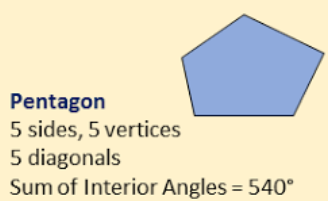 Pentagon
5 sides, 5 vertices
5 diagonals
Sum of Interior Angles = 540°